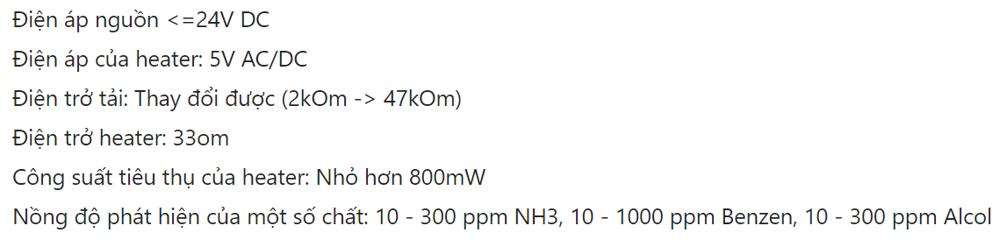 Điện áp nguồn <=24V DC
Điện áp của heater: 5V AC/DC
Điện trở tải: Thay đổi được (2kOm -> 47kOm)
Điện trở heater: 33om
Công suất tiêu thụ của heater: Nhỏ hơn 800mW
Nồng độ phát hiện của một số chất: 10 - 300 ppm NH3, 10 - 1000 ppm Benzen, 10 - 300 ppm Alcol